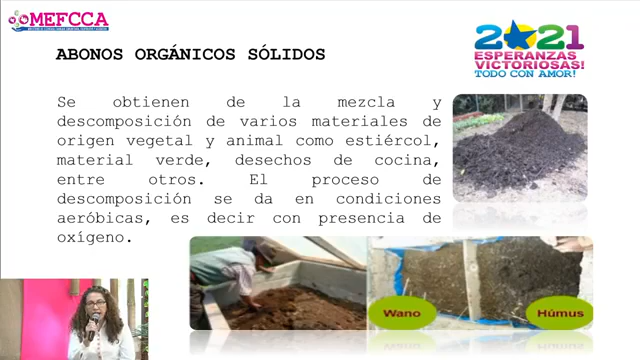 MEFCCA
ABONOS ORGÁNICOS SÓLIDOS
2021
ESPERANZAS
VICTORIOSAS!
TODO CON AMOR!
Se obtienen de la mezcla y
descomposición de varios materiales de
origen vegetal y animal como estiércol,
material verde, desechos de cocina,
entre otros. El proceso de
descomposición se da en condiciones
aeróbicas, es decir con presencia de
oxígeno.
Wano
Húmus